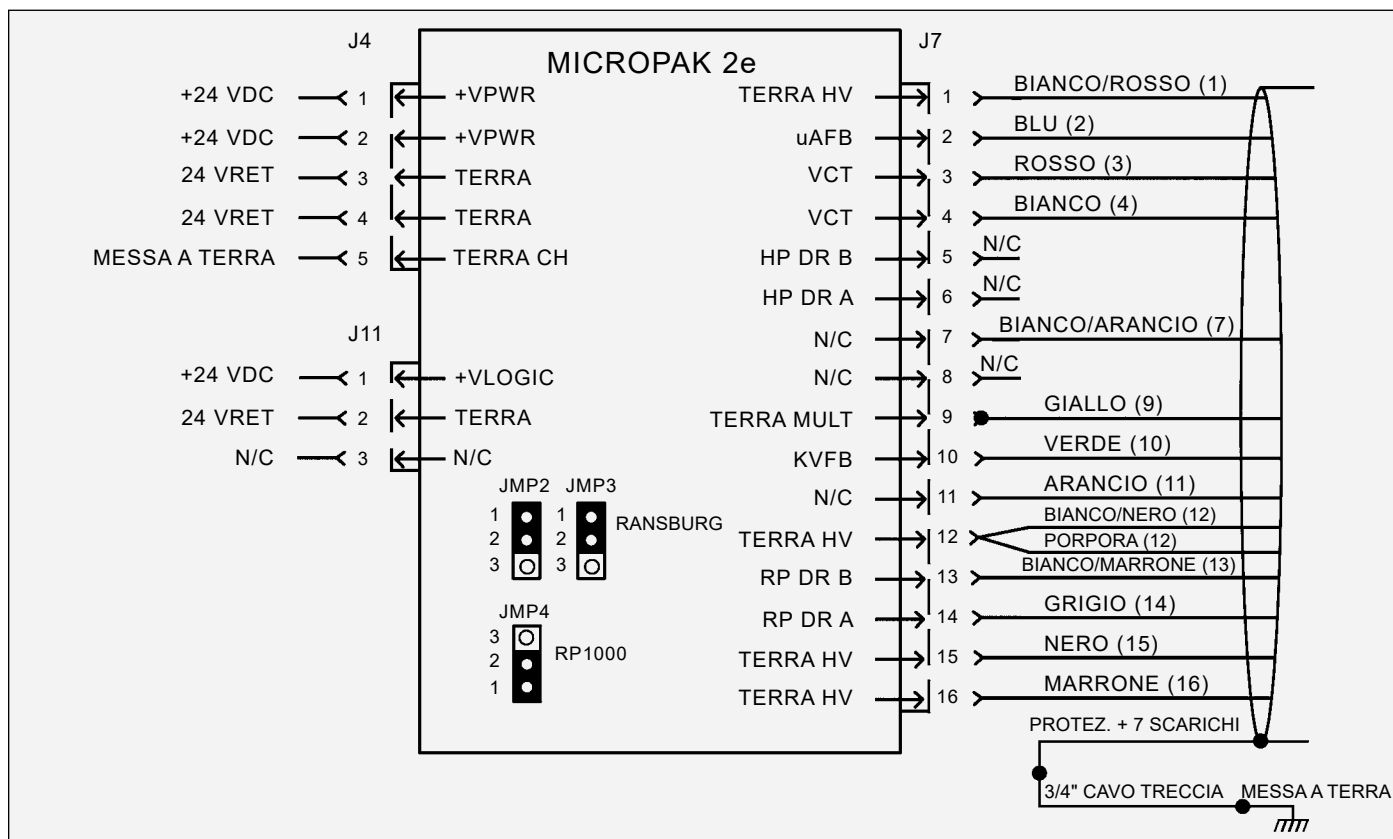 J4
J7
MICROPAK 2e
+24 VDC 1 +VPWR
+24 VDC 2 +VPWR
24 VRET 3 TERRA
24 VRET 4 TERRA
MESSA A TERRA 5 TERRA CH
J11
+24 VDC 1 +VLOGIC
24 VRET 2 TERRA
N/C 3 N/C
TERRA HV 1 BIANCO/ROSSO (1)
uAFB 2 BLU (2)
VCT 3 ROSSO (3)
VCT 4 BIANCO (4)
HP DR B 5 N/C
HP DR A 6 N/C
N/C 7 BIANCO/ARANCIO (7)
N/C 8 N/C
TERRA MULT 9 GIALLO (9)
KVFB 10 VERDE (10)
N/C 11 ARANCIO (11)
TERRA HV 12 BIANCO/NERO (12)
PORPORA (12)
RP DR B 13 BIANCO/MARRONE (13)
RP DR A 14 GRIGIO (14)
TERRA HV 15 NERO (15)
TERRA HV 16 MARRONE (16)
JMP2 JMP3
1 1
2 2
3 3
RANSBURG
JMP4
3
2
1
RP1000
PROTEZ. + 7 SCARICHI
3/4" CAVO TRECCIA MESSA A TERRA